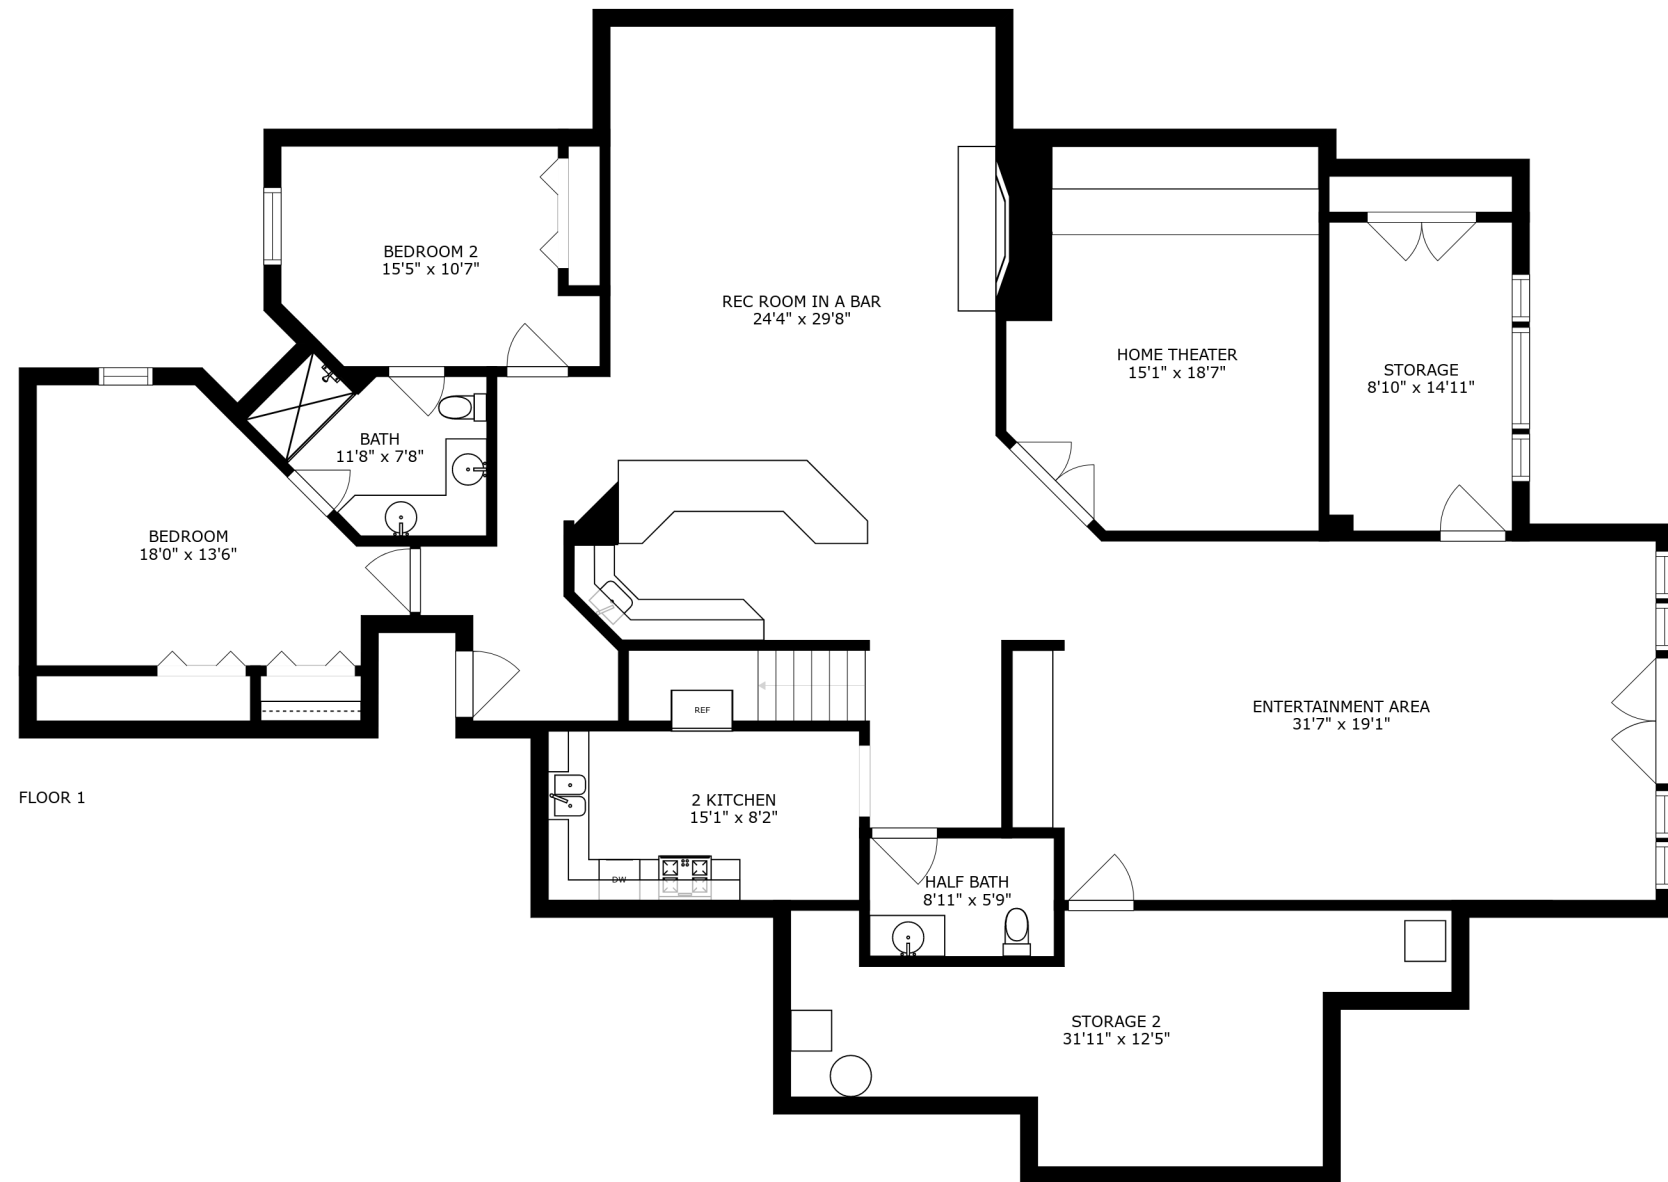 BEDROOM 2
15'5" x 10'7"
REC ROOM IN A BAR
24'4" x 29'8"
HOME THEATER
15'1" x 18'7"
STORAGE
8'10" x 14'11"
BATH
11'8" x 7'8"
BEDROOM
18'0" x 13'6"
REF
ENTERTAINMENT AREA
31'7" x 19'1"
FLOOR 1
2 KITCHEN
15'1" x 8'2"
DW
HALF BATH
8'11" x 5'9"
STORAGE 2
31'11" x 12'5"